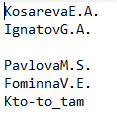 KosarevaE.A.
IgnatovG.A.

PavlovaM.S.
FominnaV.E.
Kto-to_tam